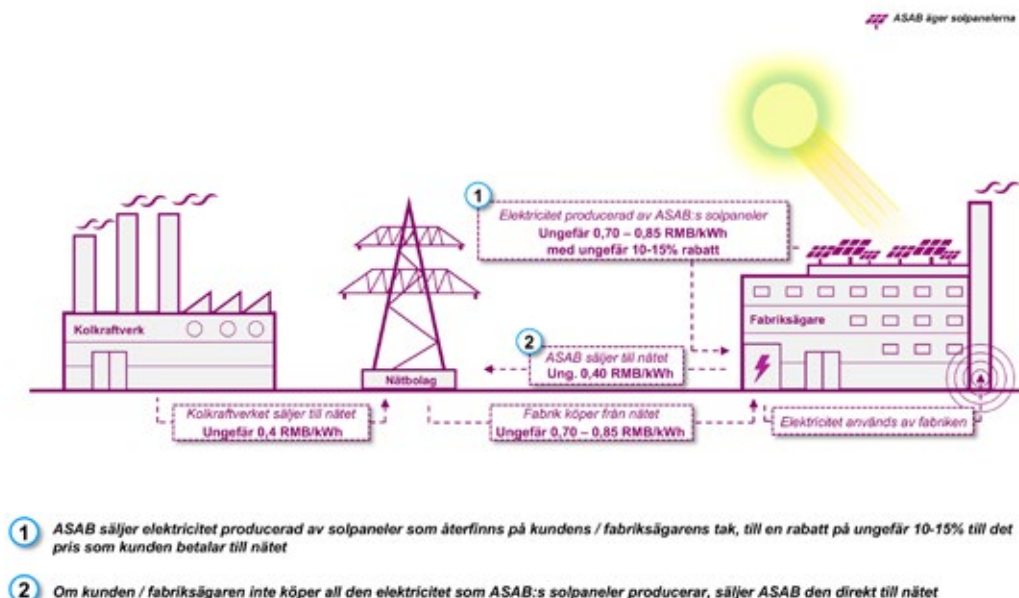 ASAB äger solpanelerna
1
Elektricitet producerad av ASAB:s solpaneler
Ungefär 0,70 – 0,85 RMB/kWh
med ungefär 10-15% rabatt
Kolkraftverk
Fabriksägare
2
ASAB säljer till nätet
Ung. 0,40 RMB/kWh
Nätbolag
Kolkraftverket säljer till nätet
Ungefär 0,4 RMB/kWh
Fabrik köper från nätet
Ungefär 0,70 – 0,85 RMB/kWh
Elektricitet används av fabriken
1 ASAB säljer elektricitet producerad av solpaneler som återfinns på kundens / fabriksägarens tak, till en rabatt på ungefär 10-15% till det
pris som kunden betalar till nätet
2 Om kunden / fabriksägaren inte köper all den elektricitet som ASAB:s solpaneler producerar, säljer ASAB den direkt till nätet